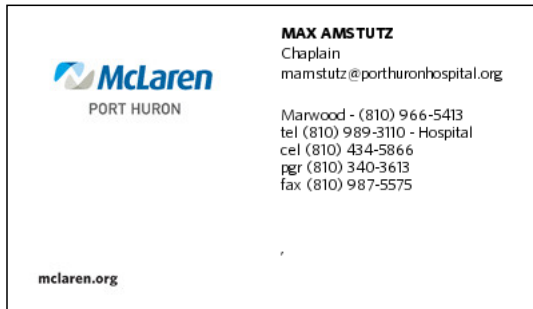 McLaren
PORT HURON
mclaren.org
MAX AMSTUTZ
Chaplain
mamstutz@porthuronhospital.org
Marwood - (810) 966-5413
tel (810) 989-3110 - Hospital
cel (810) 434-5866
pgr (810) 340-3613
fax (810) 987-5575
,